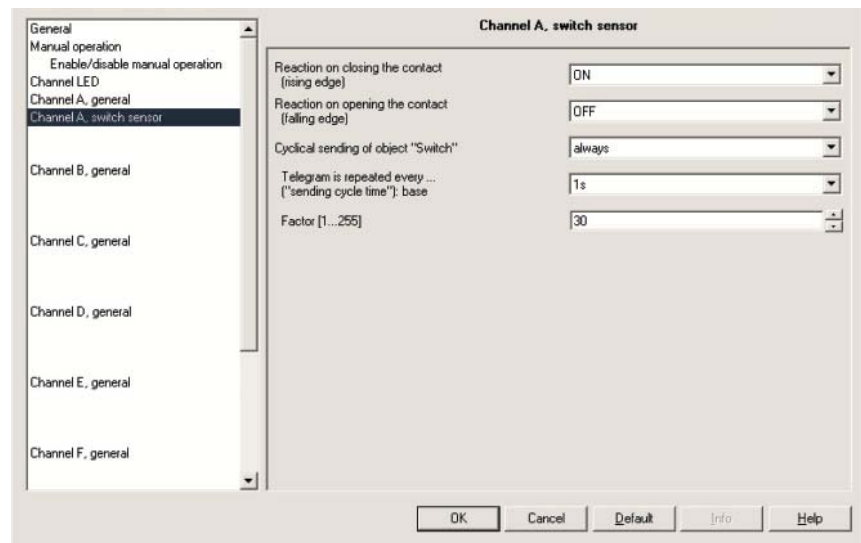 General
Manual operation
Enable/disable manual operation
Channel LED
Channel A, general
Channel A, switch sensor
Channel B, general
Channel C, general
Channel D, general
Channel E, general
Channel F, general
Channel A, switch sensor
Reaction on closing the contact
(rising edge)
ON
Reaction on opening the contact
(falling edge)
OFF
Cyclical sending of object "Switch"
always
Telegram is repeated every ...
("sending cycle time"): base
1s
Factor [1...255]
30
OK
Cancel
Default
Info
Help